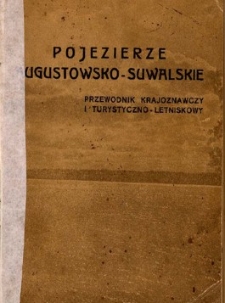 POJEZIERZE
UGUSTOWSKO-SUWALSKIE
PRZEWODNIK KRAJOZNAWCZY
I TURYSTYCZNO-LETNISKOWY